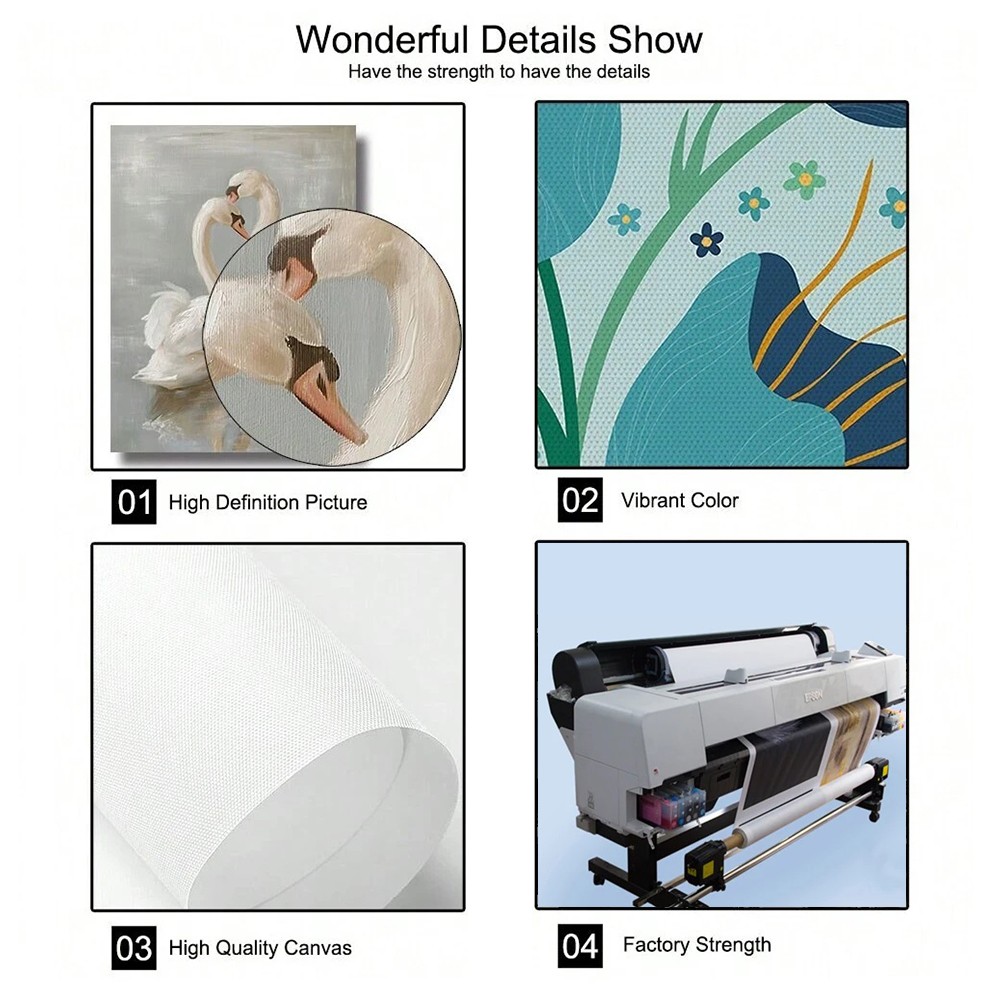 Wonderful Details Show
Have the strength to have the details
01 High Definition Picture
02 Vibrant Color
03 High Quality Canvas
04 Factory Strength
EPSON